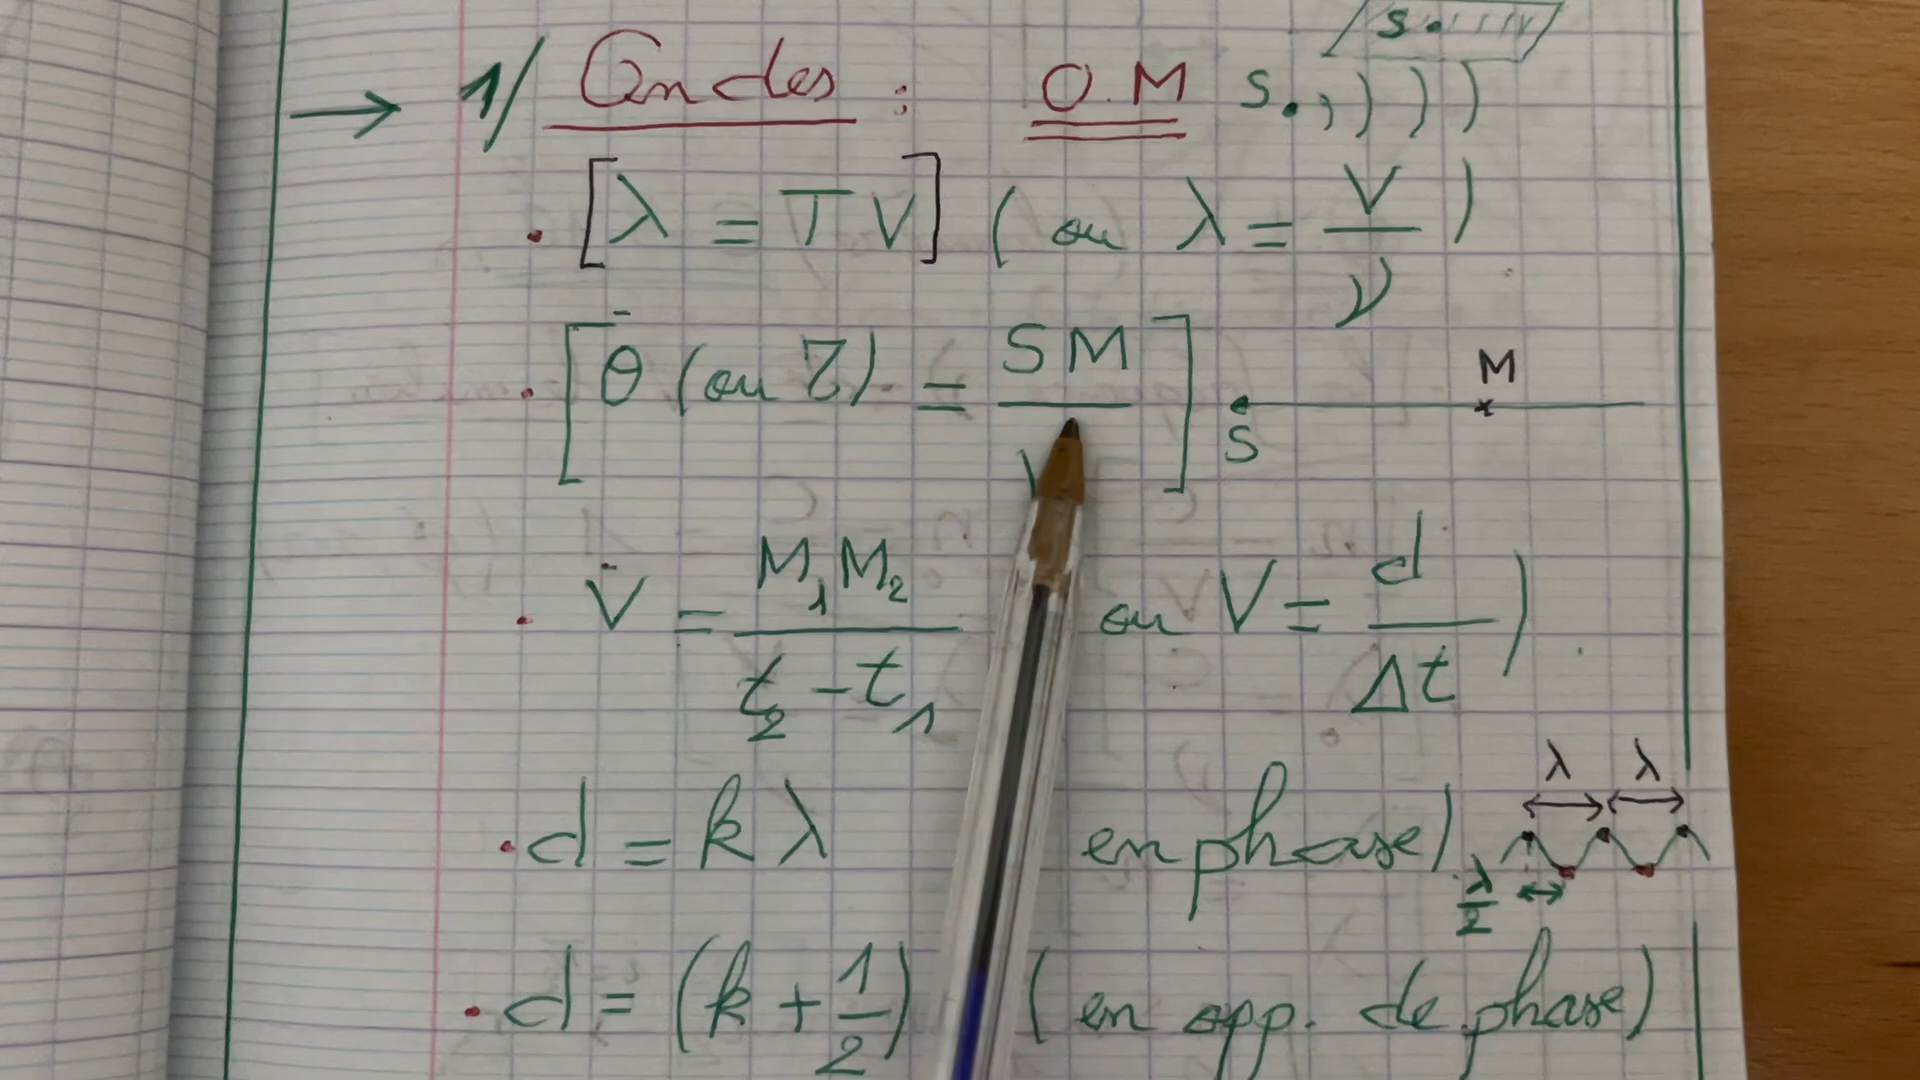 S.
→ 1/ Ondes : O.M S.
. [λ = T V] (ou λ = V/ν)
. [θ (ou τ) = SM/V] S M
. V = M₁M₂/t₂ - t₁ ou V = d/Δt)
λ λ
. d = k λ en phase) λ/2
. d = (k + 1/2) (en opp. de phase)